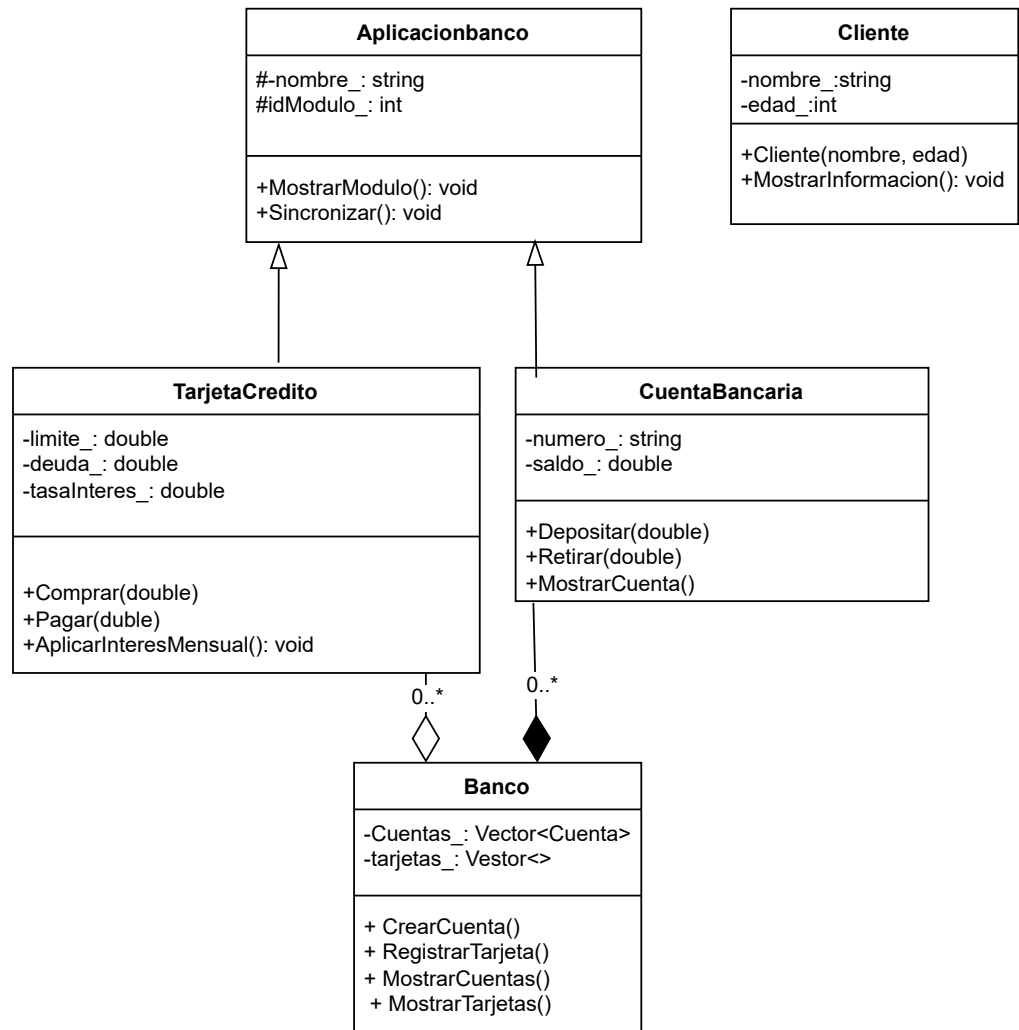 Aplicacionbanco
#-nombre_: string
#idModulo_: int
+MostrarModulo(): void
+Sincronizar(): void
Cliente
-nombre_:string
-edad_:int
+Cliente(nombre, edad)
+MostrarInformacion(): void
TarjetaCredito
-limite_: double
-deuda_: double
-tasaInteres_: double
+Comprar(double)
+Pagar(duble)
+AplicarInteresMensual(): void
CuentaBancaria
-numero_: string
-saldo_: double
+Depositar(double)
+Retirar(double)
+MostrarCuenta()
0..*
0..*
Banco
-Cuentas_: Vector<Cuenta>
-tarjetas_: Vestor<>
+ CrearCuenta()
+ RegistrarTarjeta()
+ MostrarCuentas()
+ MostrarTarjetas()